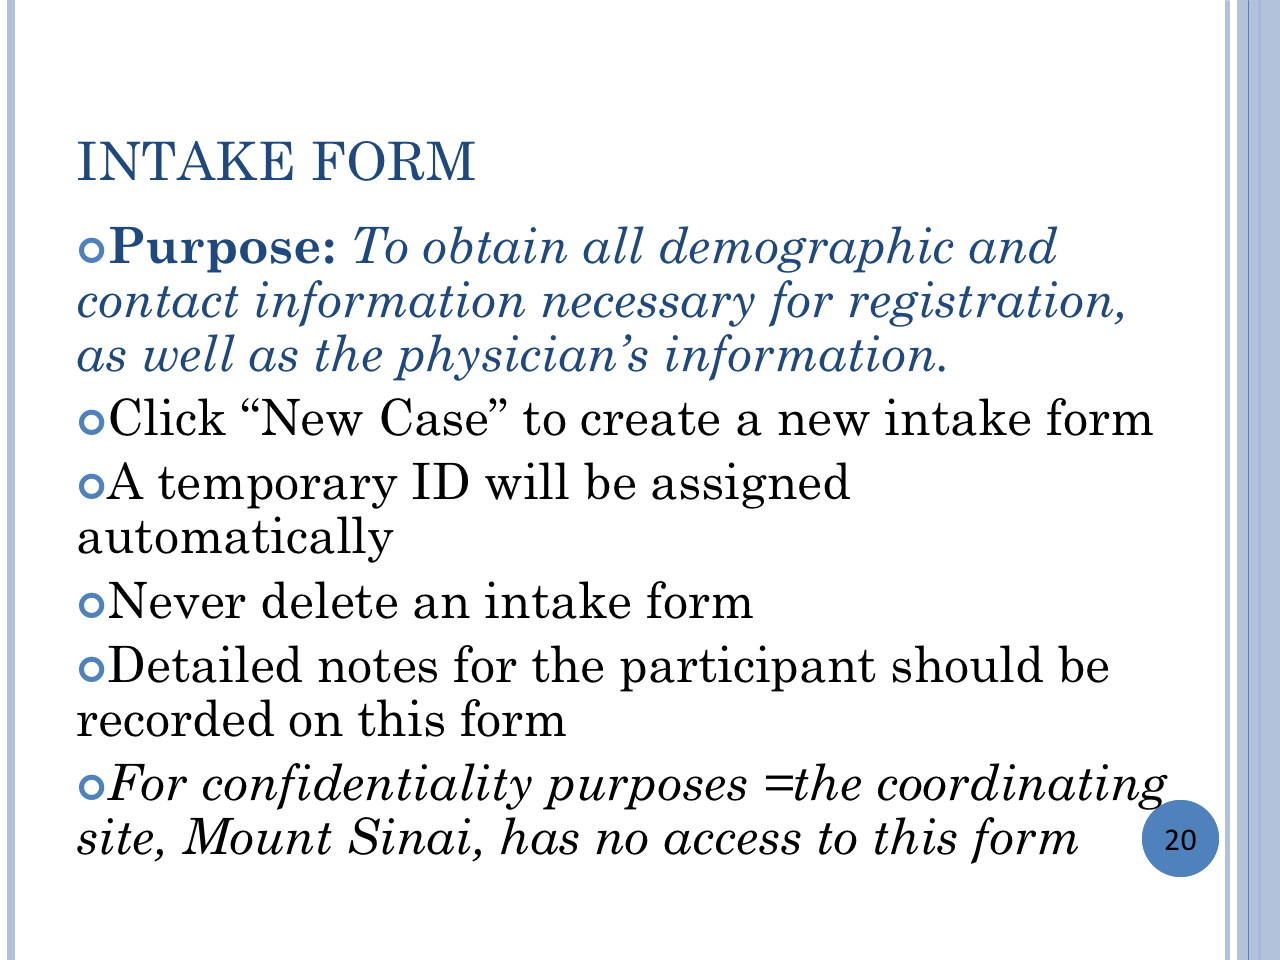 INTAKE FORM
Purpose: To obtain all demographic and
contact information necessary for registration,
as well as the physician’s information.
Click “New Case” to create a new intake form
A temporary ID will be assigned
automatically
Never delete an intake form
Detailed notes for the participant should be
recorded on this form
For confidentiality purposes =the coordinating
site, Mount Sinai, has no access to this form
20